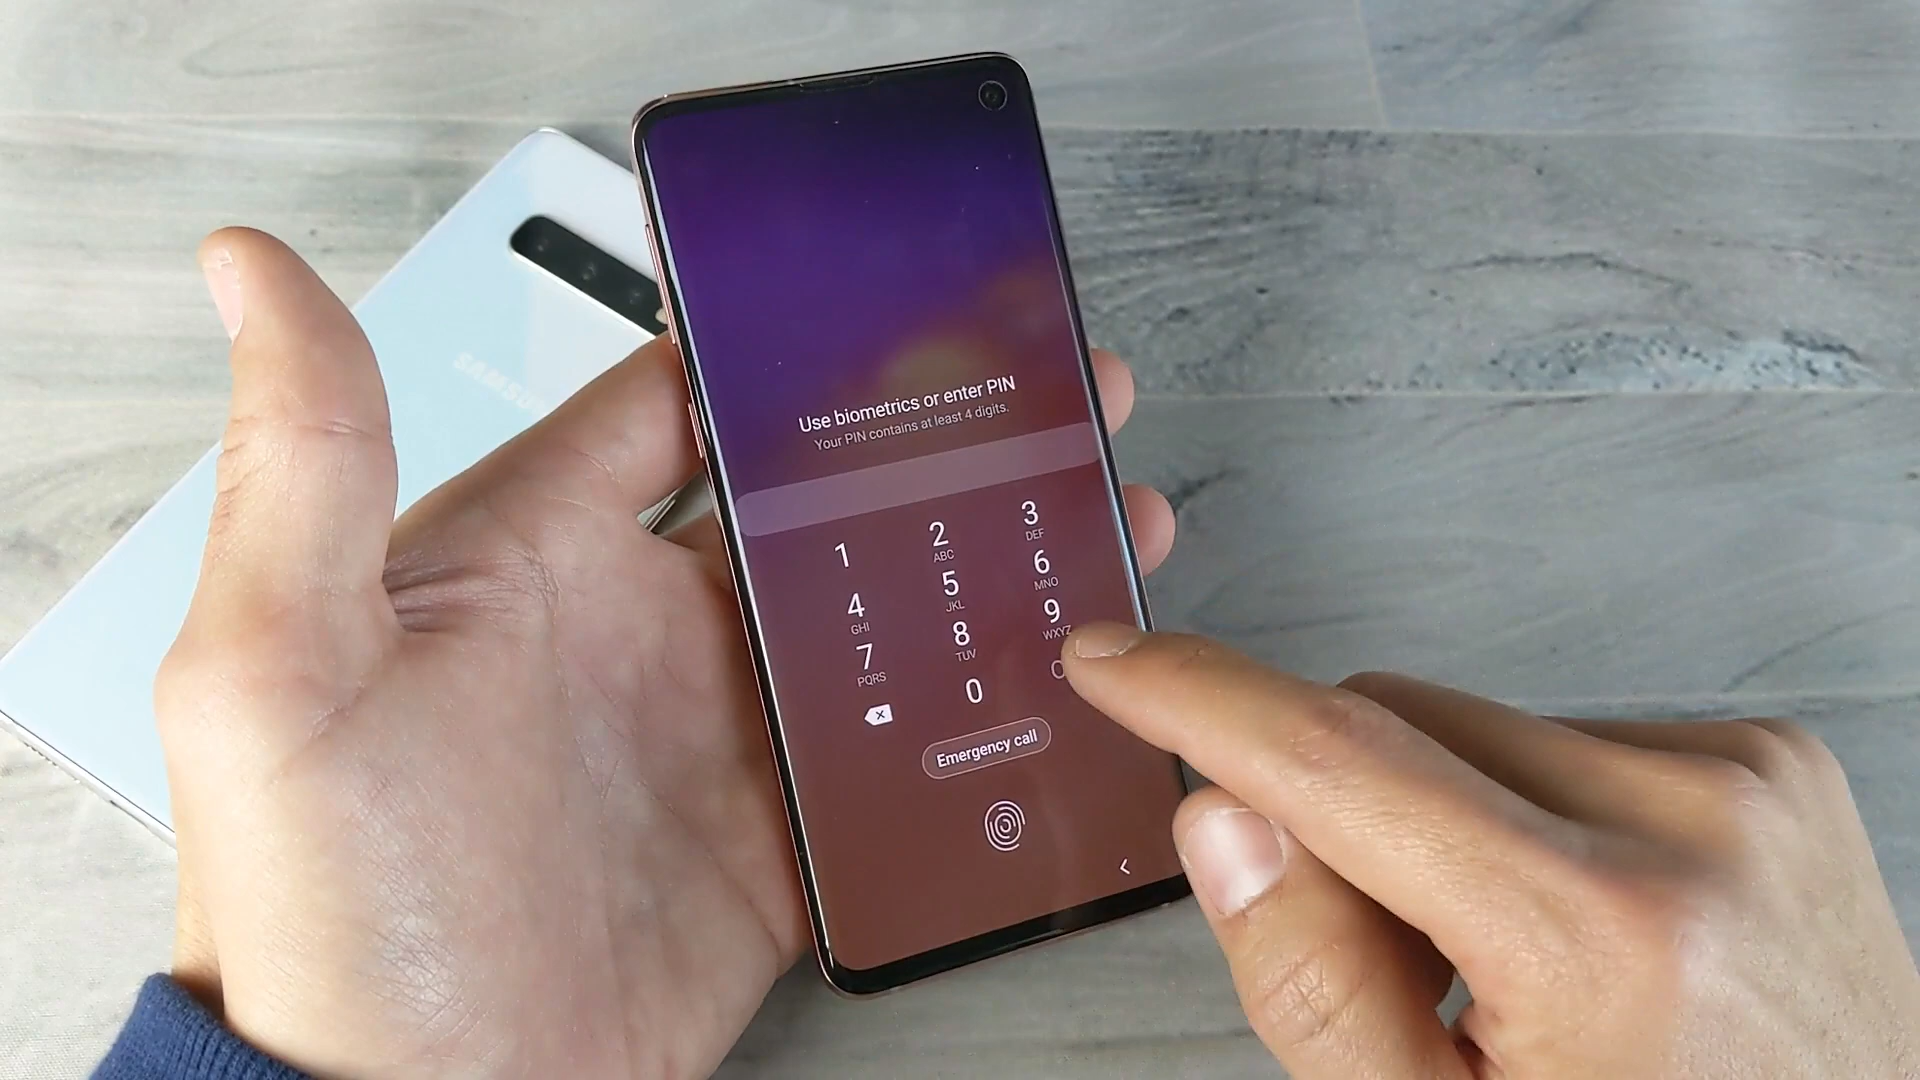 SAMSU
Use biometrics or enter PIN
Your PIN contains at least 4 digits.
1
2
ABC
3
DEF
4
GHI
5
JKL
6
MNO
7
PQRS
8
TUV
9
WXYZ
0
Emergency call